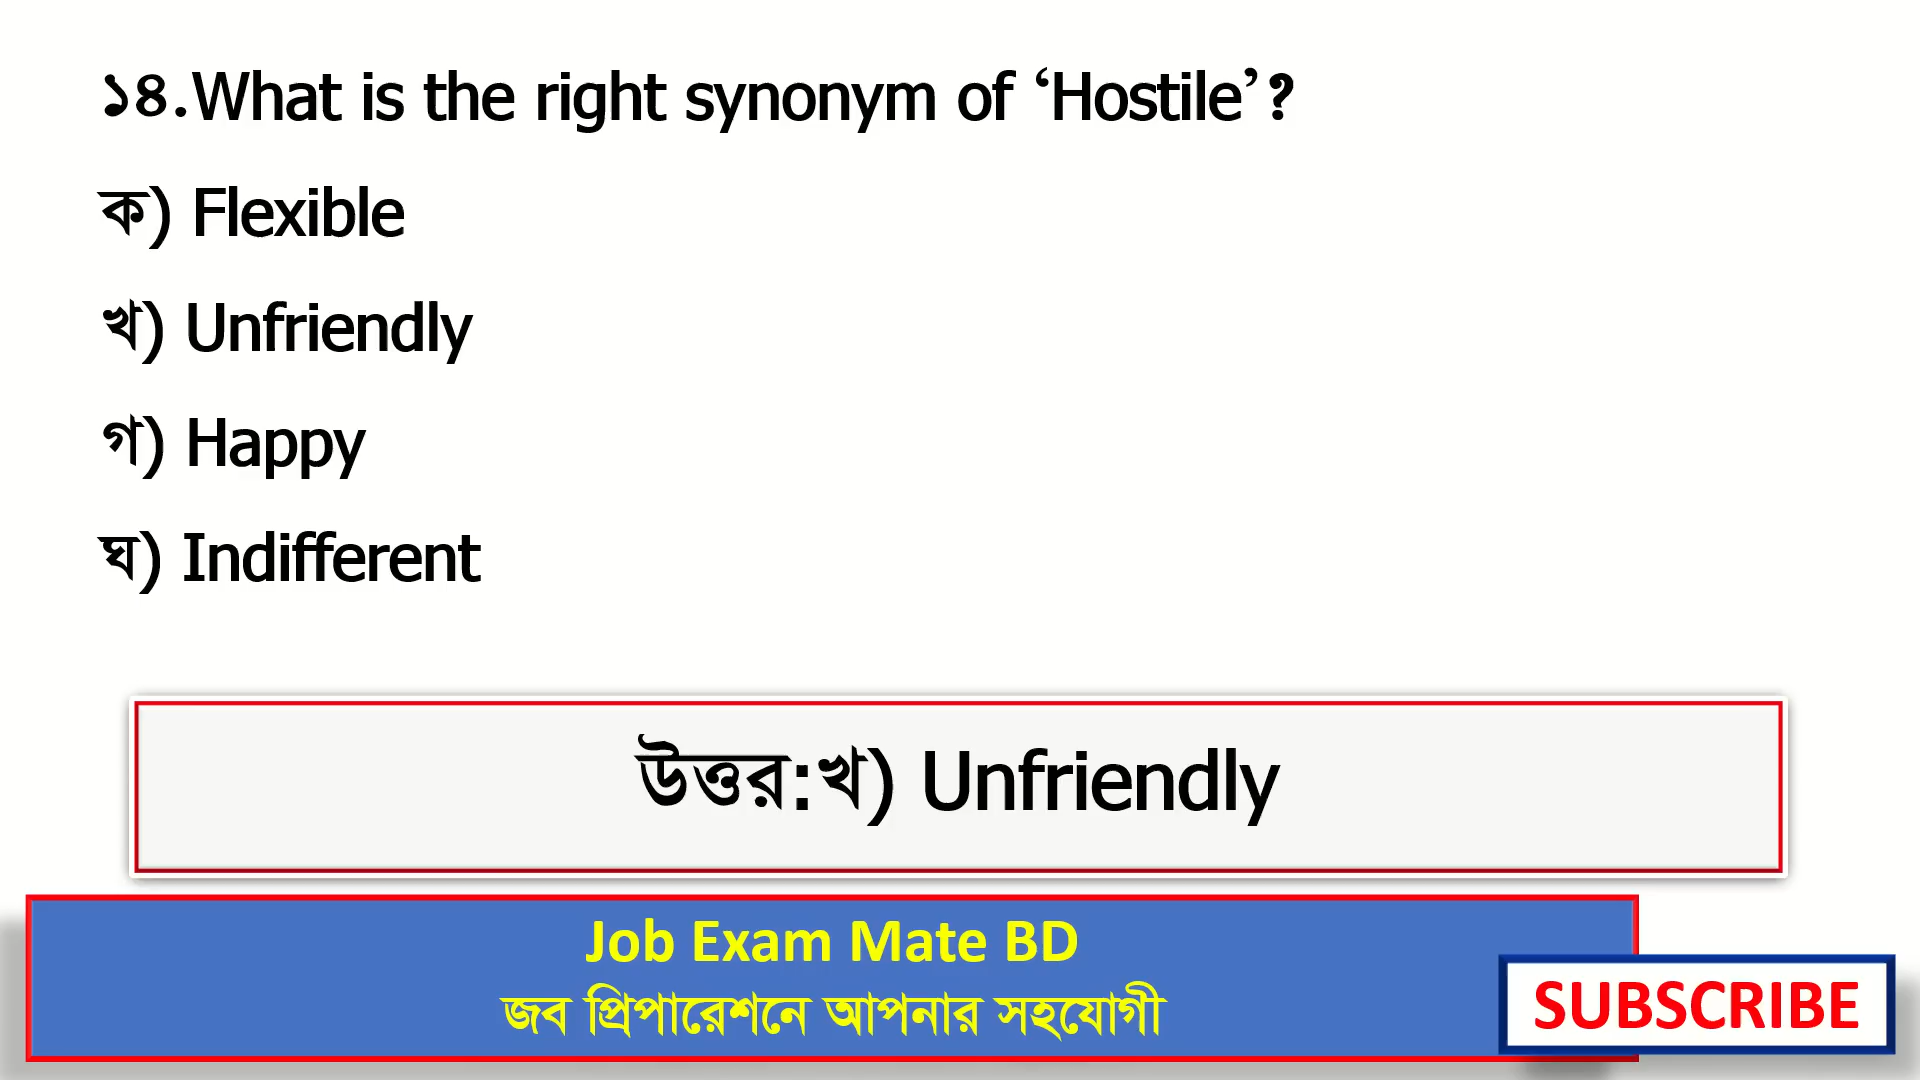 ১৪.What is the right synonym of ‘Hostile’?
ক) Flexible
খ) Unfriendly
গ) Happy
ঘ) Indifferent
উত্তর:খ) Unfriendly
Job Exam Mate BD
জব প্রিপারেশনে আপনার সহযোগী
SUBSCRIBE